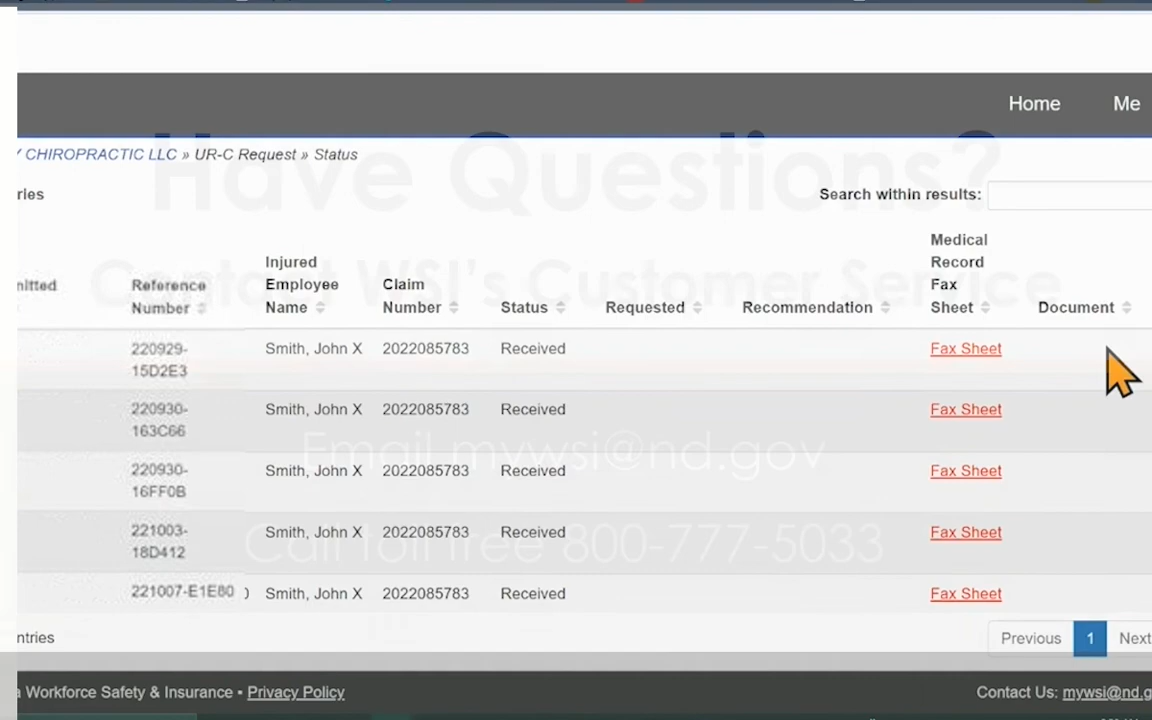 Home Me
CHIROPRACTIC LLC » UR-C Request » Status
Have Questions?
ries
Search within results:
Contact WSI's Customer Service
nitted
Reference
Number
Injured
Employee
Name
Claim
Number
Status
Requested
Recommendation
Medical
Record
Fax
Sheet
Document
220929-
15D2E3
Smith, John X 2022085783 Received Fax Sheet
220930-
163C66
Smith, John X 2022085783 Received Fax Sheet
Email mywsi@nd.gov
220930-
16FF0B
Smith, John X 2022085783 Received Fax Sheet
221003-
18D412
Smith, John X 2022085783 Received Fax Sheet
Call toll free 800-777-5033
221007-E1E80 Smith, John X 2022085783 Received Fax Sheet
ntries
Previous 1 Next
a Workforce Safety & Insurance • Privacy Policy
Contact Us: mywsi@nd.g